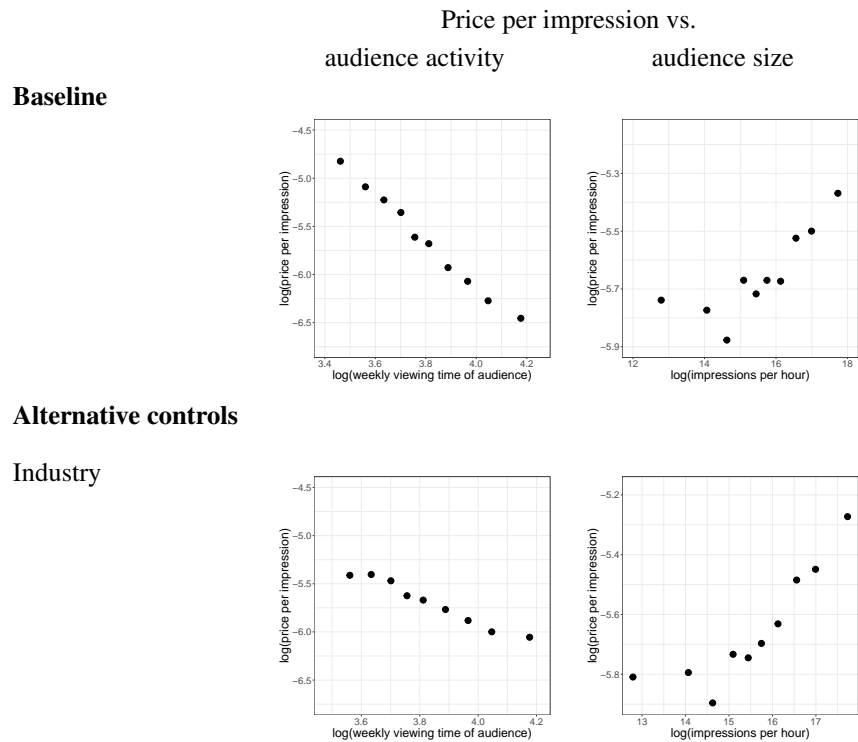 Price per impression vs.
audience activity audience size
Baseline
−4.5
−5.0
−5.5
−6.0
−6.5
log(price per impression)
3.4 3.6 3.8 4.0 4.2
log(weekly viewing time of audience)
−5.3
−5.5
−5.7
−5.9
log(price per impression)
12 14 16 18
log(impressions per hour)
Alternative controls
Industry
−4.5
−5.0
−5.5
−6.0
−6.5
log(price per impression)
3.6 3.8 4.0 4.2
log(weekly viewing time of audience)
−5.2
−5.4
−5.6
−5.8
log(price per impression)
13 14 15 16 17
log(impressions per hour)